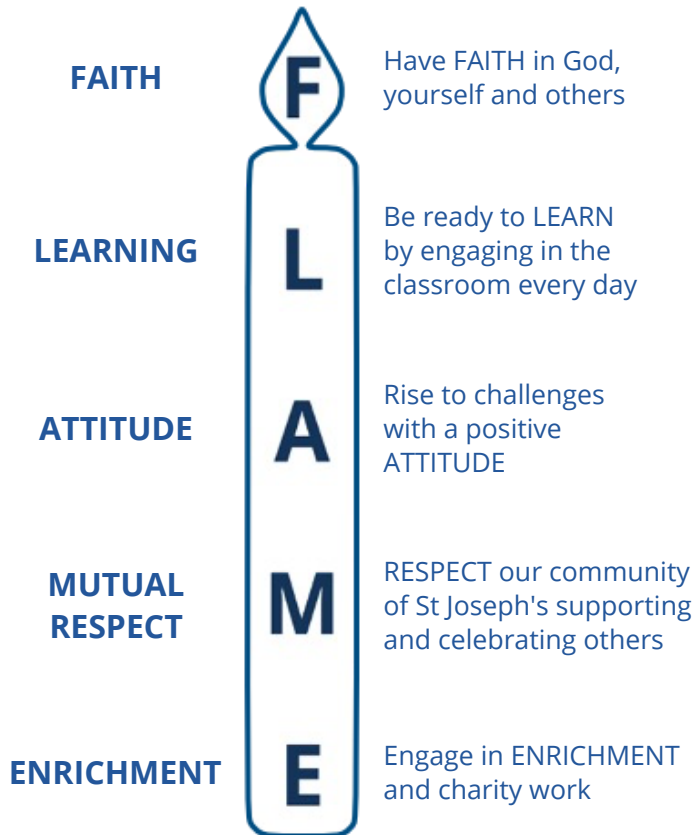 FAITH
F
Have FAITH in God,
yourself and others
LEARNING
L
Be ready to LEARN
by engaging in the
classroom every day
ATTITUDE
A
Rise to challenges
with a positive
ATTITUDE
MUTUAL
RESPECT
M
RESPECT our community
of St Joseph's supporting
and celebrating others
ENRICHMENT
E
Engage in ENRICHMENT
and charity work